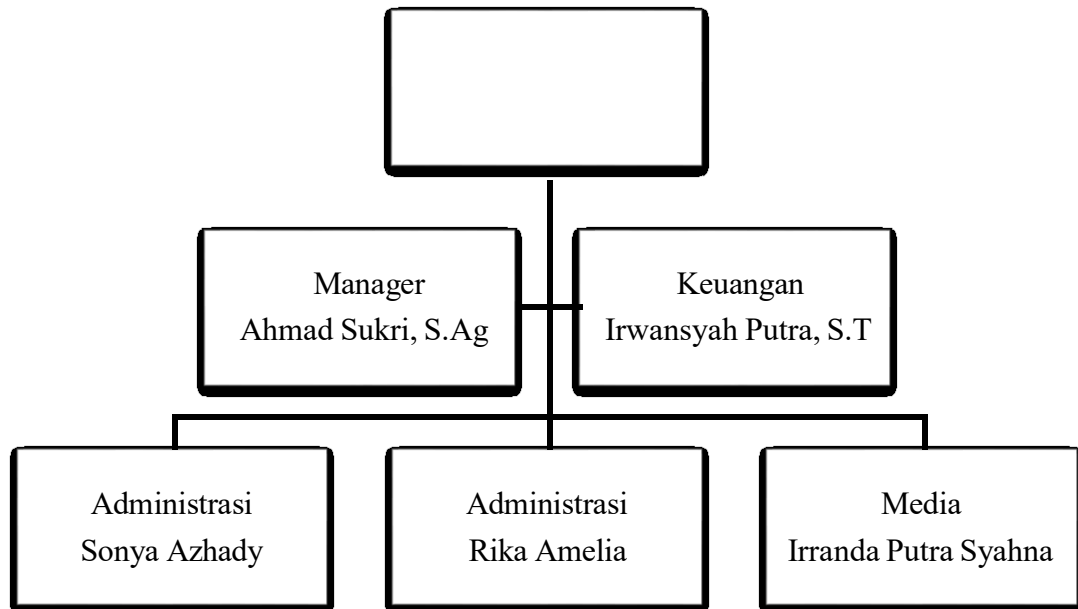 Manager
Ahmad Sukri, S.Ag
Keuangan
Irwansyah Putra, S.T
Administrasi
Sonya Azhady
Administrasi
Rika Amelia
Media
Irranda Putra Syahna